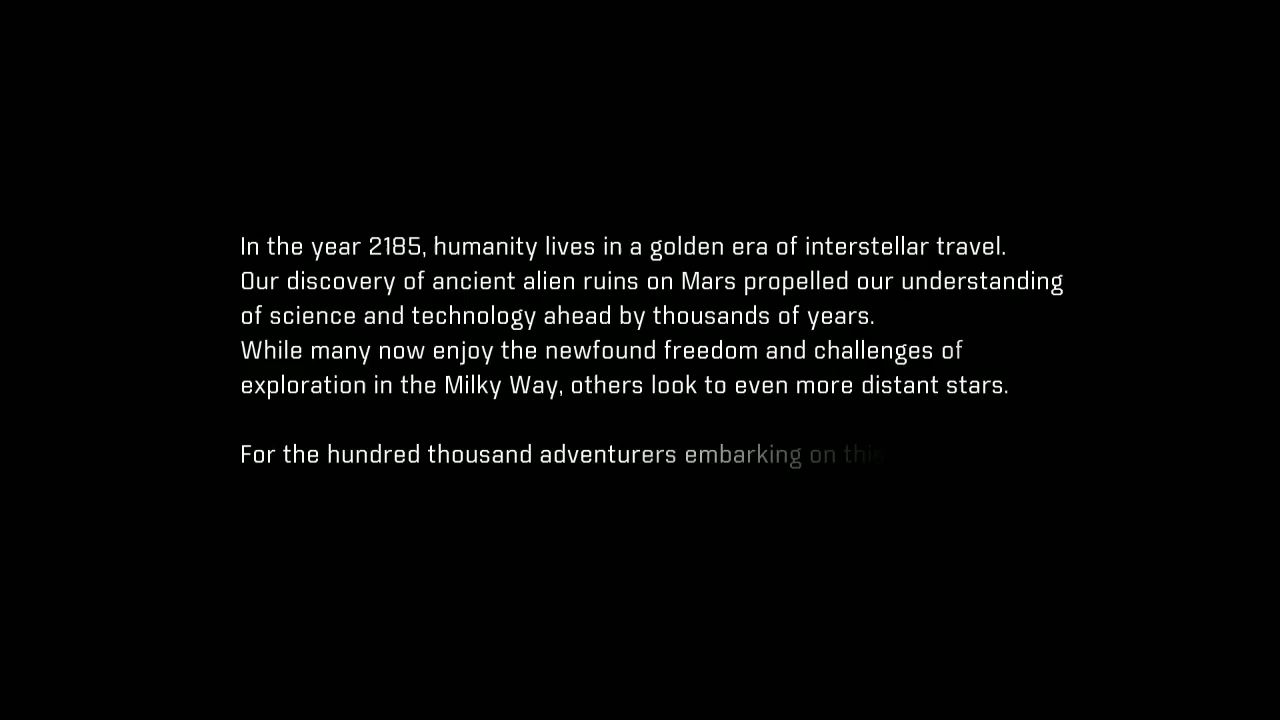 In the year 2185, humanity lives in a golden era of interstellar travel.
Our discovery of ancient alien ruins on Mars propelled our understanding
of science and technology ahead by thousands of years.
While many now enjoy the newfound freedom and challenges of
exploration in the Milky Way, others look to even more distant stars.
For the hundred thousand adventurers embarking on this